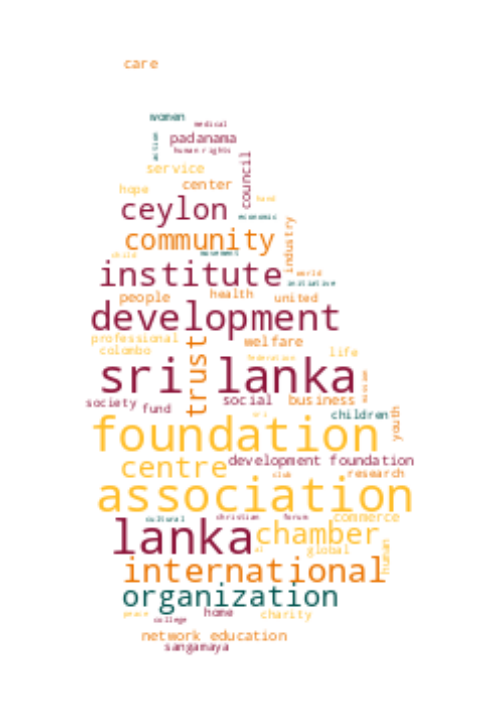 care
women
medical
action
padanama
human rights
service
council
center
hope
fund
ceylon
economic
community
industry
movement
child
institute
world
initiative
people
health
united
development
professional
trust
welfare
colombo
life
federation
sri lanka
mission
society
fund
social
business
children
youth
foundation
centre
development foundation
club
research
association
cultural
christian
forum
commerce
lanka
chamber
global
human
international
organization
peace
home
charity
college
network education
sangamaya